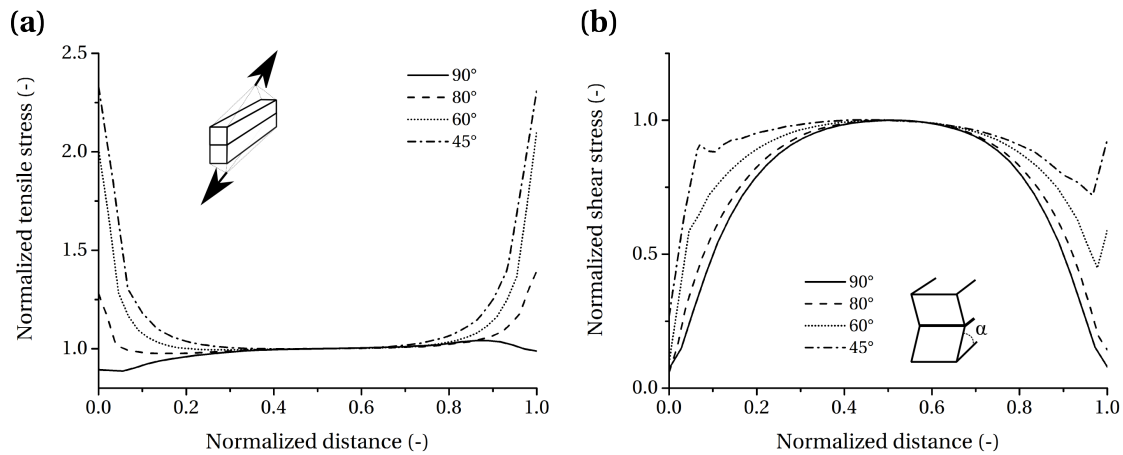 (a)
Normalized tensile stress (-)
2.5
2.0
1.5
1.0
0.0 0.2 0.4 0.6 0.8 1.0
Normalized distance (-)
90°
80°
60°
45°
(b)
Normalized shear stress (-)
1.0
0.5
0.0
0.0 0.2 0.4 0.6 0.8 1.0
Normalized distance (-)
90°
80°
60°
45°
α